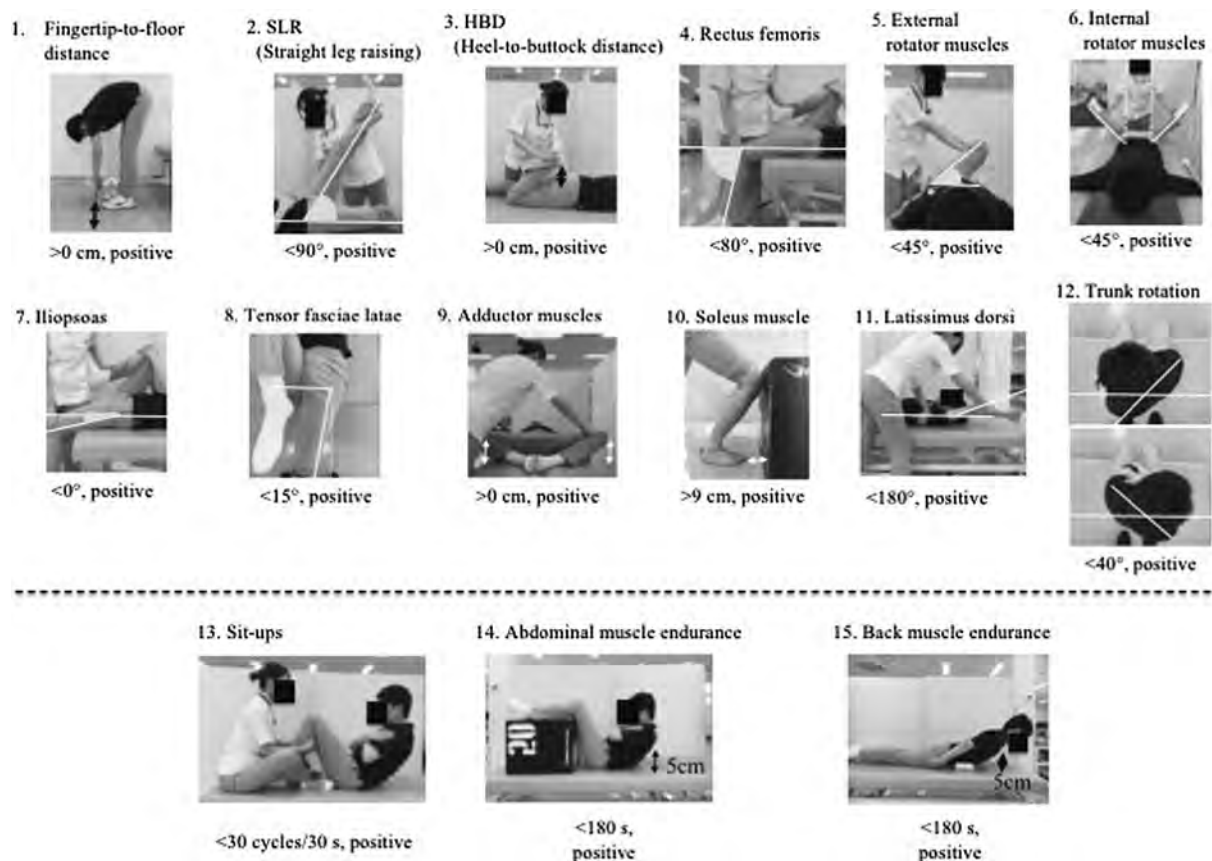 1. Fingertip-to-floor
distance
>0 cm, positive
2. SLR
(Straight leg raising)
<90°, positive
3. HBD
(Heel-to-buttock distance)
>0 cm, positive
4. Rectus femoris
<80°, positive
5. External
rotator muscles
<45°, positive
6. Internal
rotator muscles
<45°, positive
7. Iliopsoas
<0°, positive
8. Tensor fasciae latae
<15°, positive
9. Adductor muscles
>0 cm, positive
10. Soleus muscle
>9 cm, positive
11. Latissimus dorsi
<180°, positive
12. Trunk rotation
<40°, positive
13. Sit-ups
<30 cycles/30 s, positive
14. Abdominal muscle endurance
5cm
<180 s,
positive
15. Back muscle endurance
5cm
<180 s,
positive